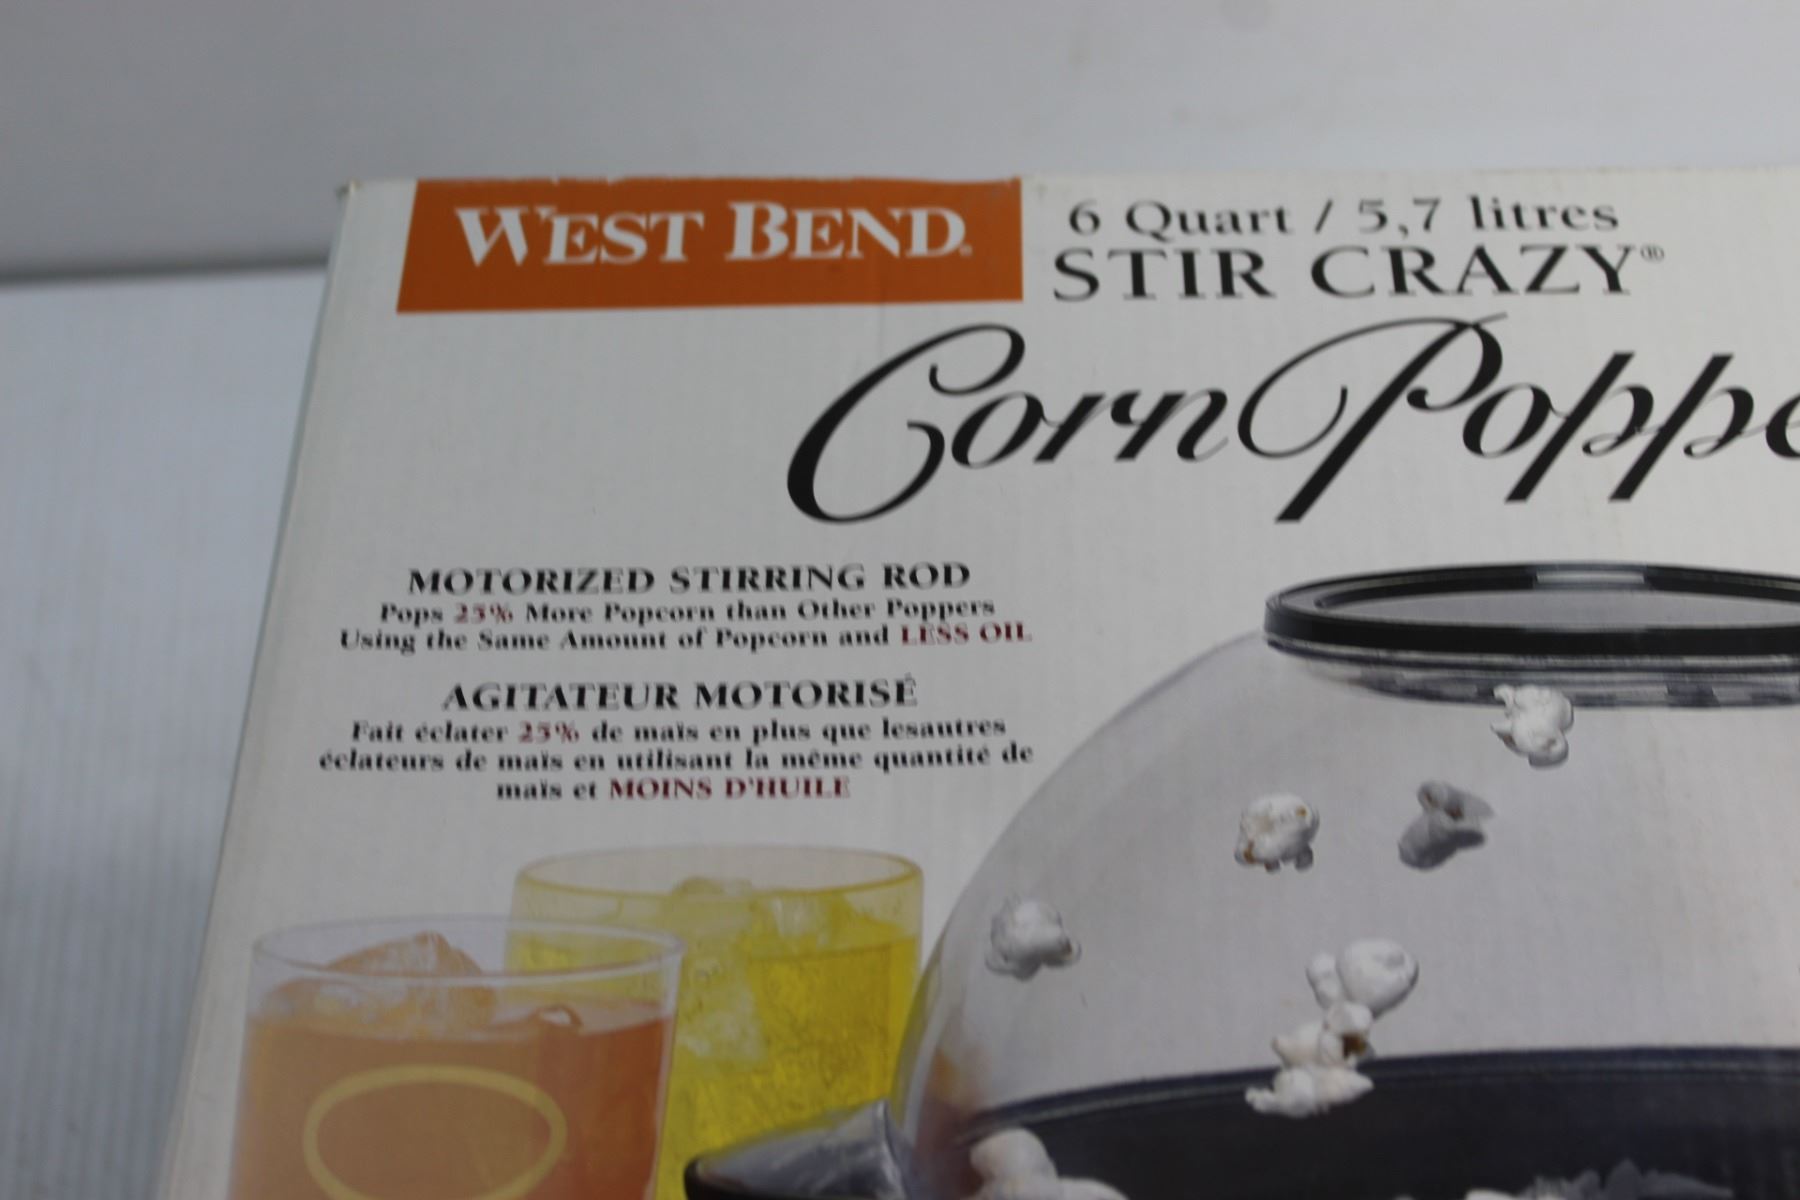 WEST BEND.
6 Quart / 5,7 litres
STIR CRAZY®
Corn Poppe
MOTORIZED STIRRING ROD
Pops 25% More Popcorn than Other Poppers
Using the Same Amount of Popcorn and LESS OIL
AGITATEUR MOTORISÉ
Fait éclater 25% de maïs en plus que lesautres
éclateurs de maïs en utilisant la même quantité de
maïs et MOINS D'HUILE